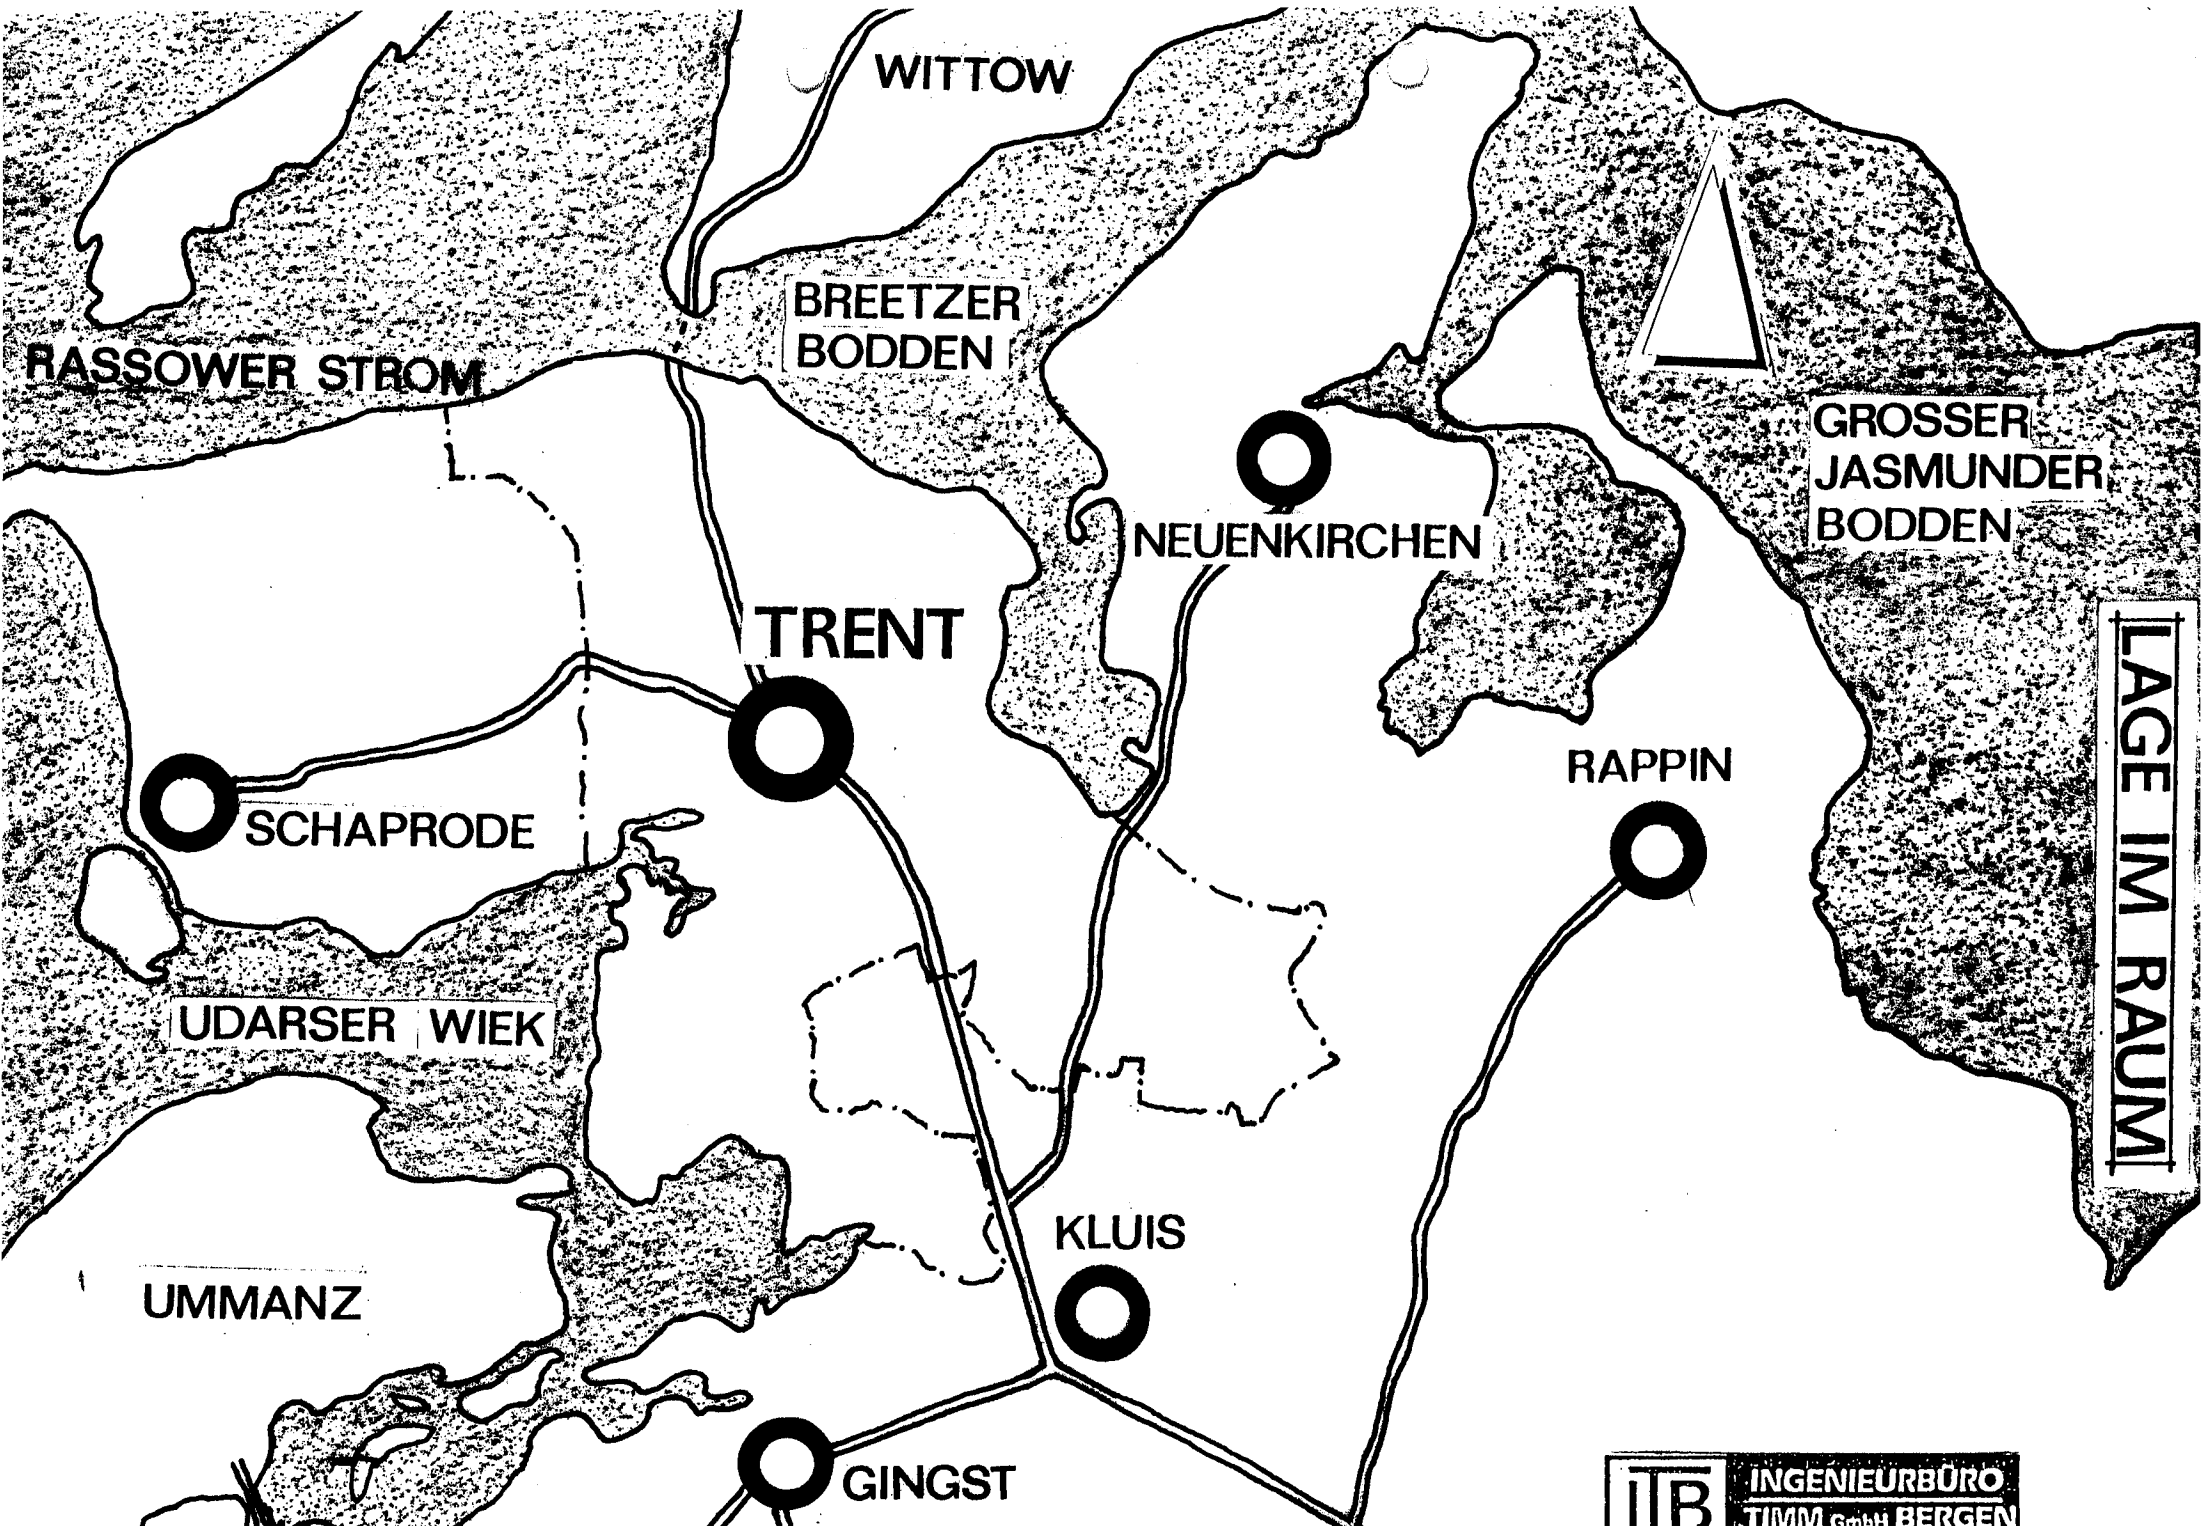 WITTOW
BREETZER
BODDEN
RASSOWER STROM
GROSSER
JASMUNDER
BODDEN
NEUENKIRCHEN
TRENT
LAGE IM RAUM
RAPPIN
SCHAPRODE
UDARSER WIEK
KLUIS
UMMANZ
GINGST
ITB
INGENIEURBÜRO
TIMM GmbH BERGEN